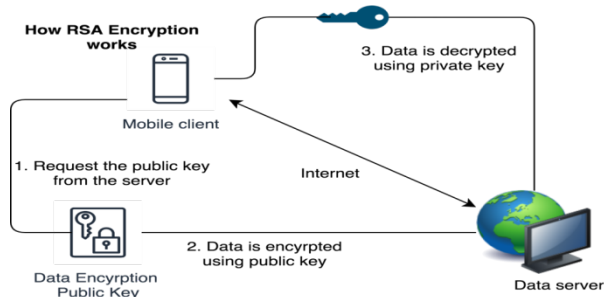 How RSA Encryption
works
3. Data is decrypted
using private key
Mobile client
1. Request the public key
from the server
Internet
2. Data is encyrpted
using public key
Data Encyrption
Public Key
Data server